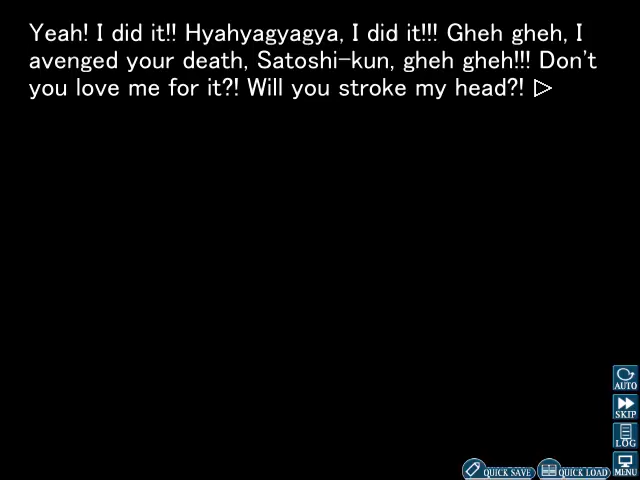 Yeah! I did it!! Hyahyagyagya, I did it!!! Gheh gheh, I
avenged your death, Satoshi-kun, gheh gheh!!! Don't
you love me for it?! Will you stroke my head?!
AUTO
SKIP
LOG
MENU
QUICK SAVE
QUICK LOAD